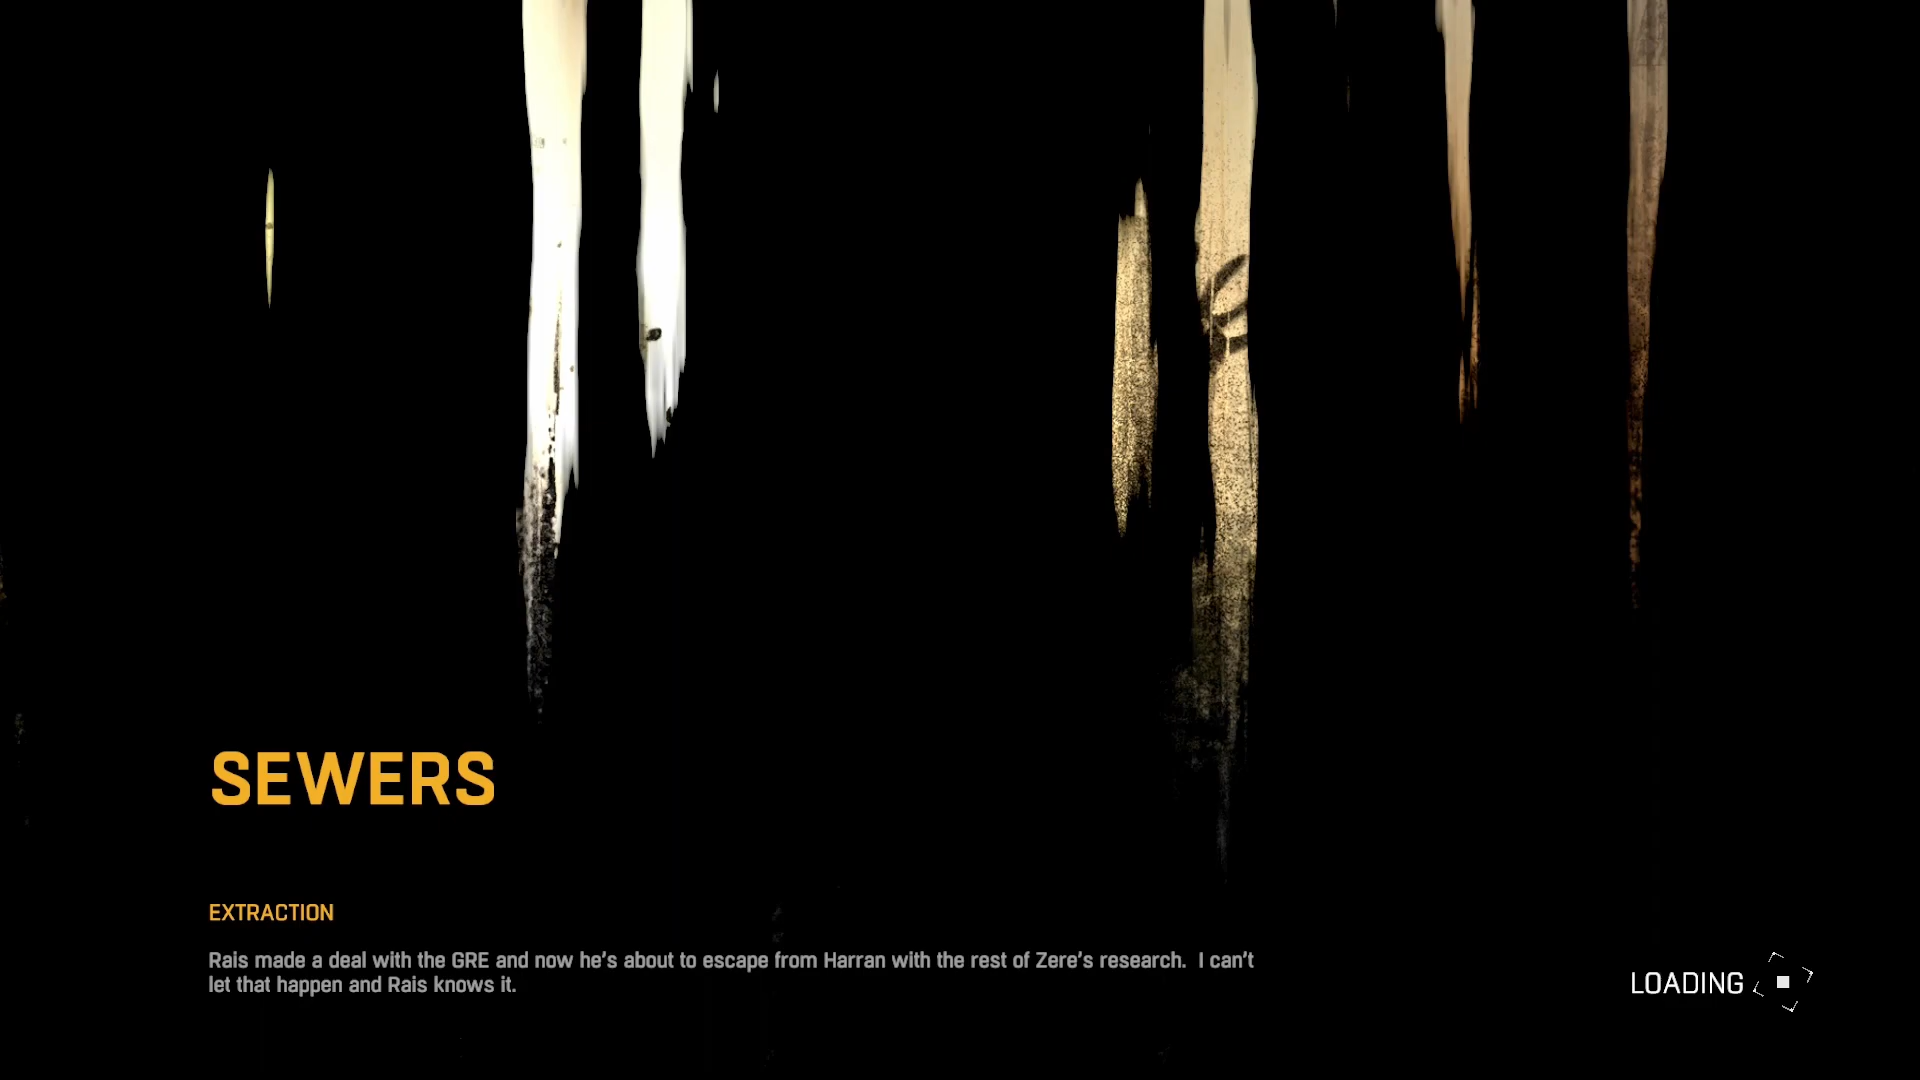 SEWERS
EXTRACTION
Rais made a deal with the GRE and now he's about to escape from Harran with the rest of Zere's research.  I can't
let that happen and Rais knows it.
LOADING